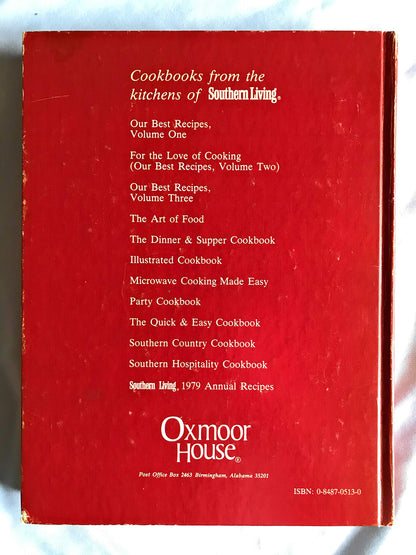 Cookbooks from the
kitchens of Southern Living®
Our Best Recipes,
Volume One
For the Love of Cooking
(Our Best Recipes, Volume Two)
Our Best Recipes,
Volume Three
The Art of Food
The Dinner & Supper Cookbook
Illustrated Cookbook
Microwave Cooking Made Easy
Party Cookbook
The Quick & Easy Cookbook
Southern Country Cookbook
Southern Hospitality Cookbook
Southern Living® 1979 Annual Recipes
Oxmoor
House®
Post Office Box 2463 Birmingham, Alabama 35201
ISBN: 0-8487-0513-0